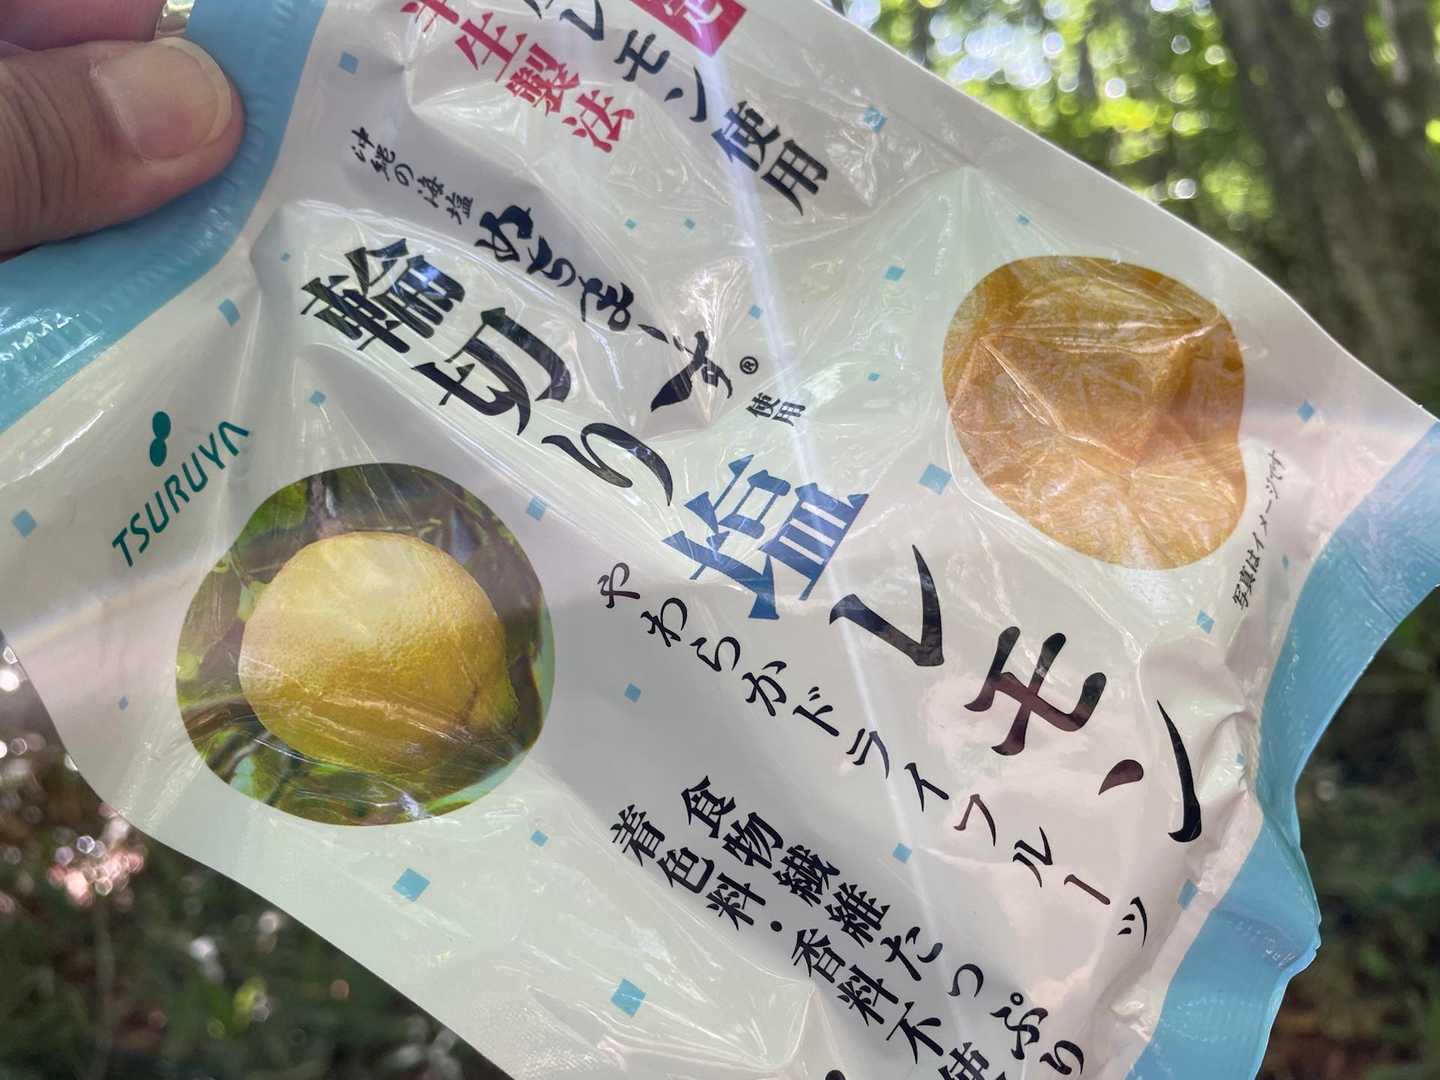 レモン使用
半生製法
沖縄の海塩
ぬちまーす®
使用
輪切り
塩レモン
やわらかドライフルーツ
食物繊維たっぷり
着色料・香料不使
TSURUYA
写真はイメージです